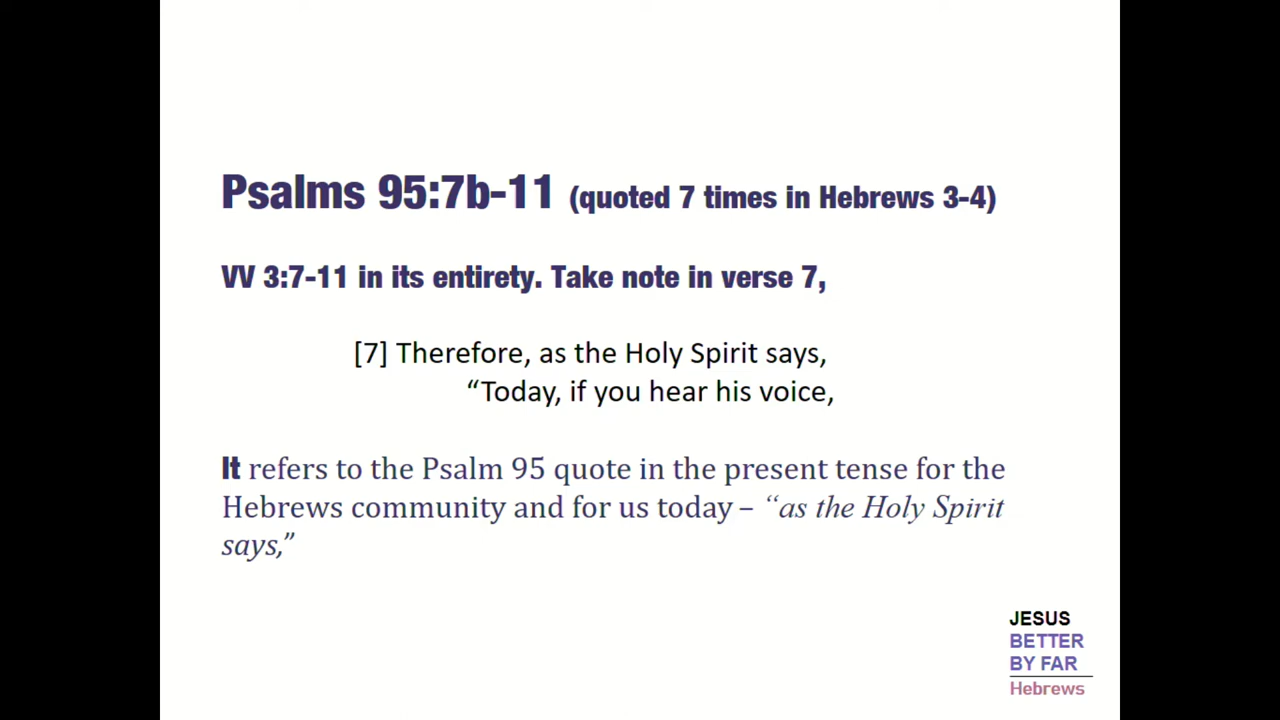 Psalms 95:7b-11 (quoted 7 times in Hebrews 3-4)
VV 3:7-11 in its entirety. Take note in verse 7,
[7] Therefore, as the Holy Spirit says,
“Today, if you hear his voice,
It refers to the Psalm 95 quote in the present tense for the
Hebrews community and for us today – “as the Holy Spirit
says,”
JESUS
BETTER
BY FAR
Hebrews